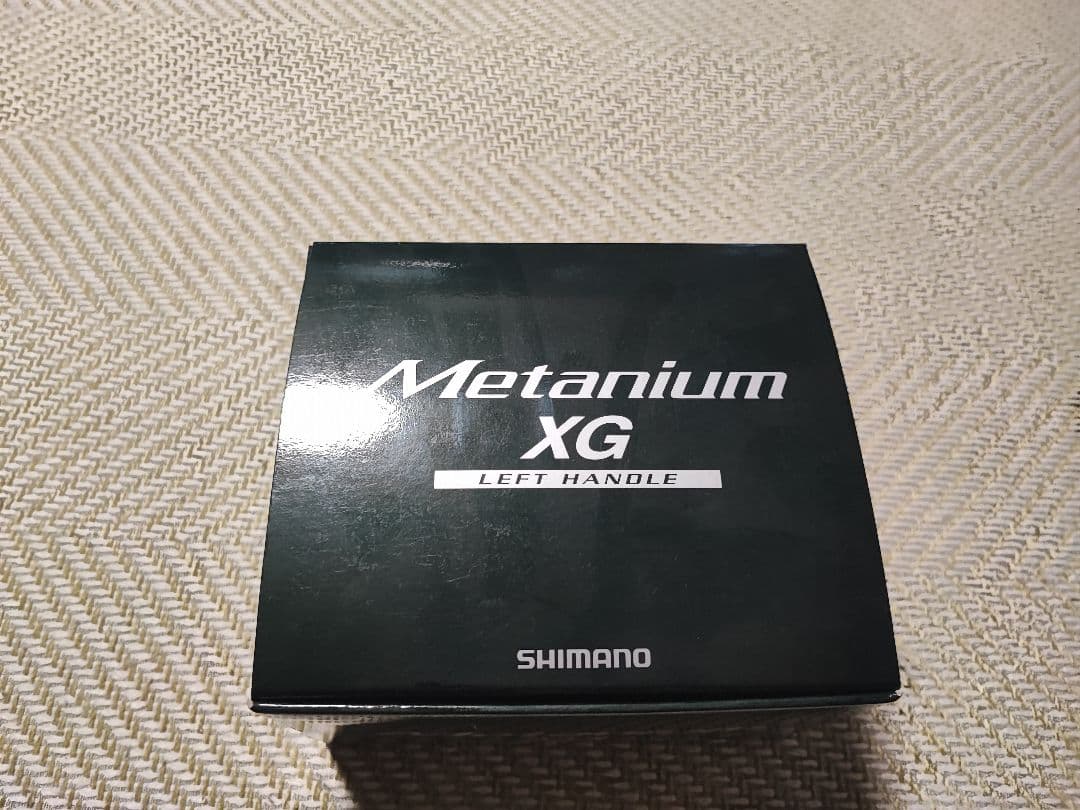 Metanium
XG
LEFT HANDLE
SHIMANO